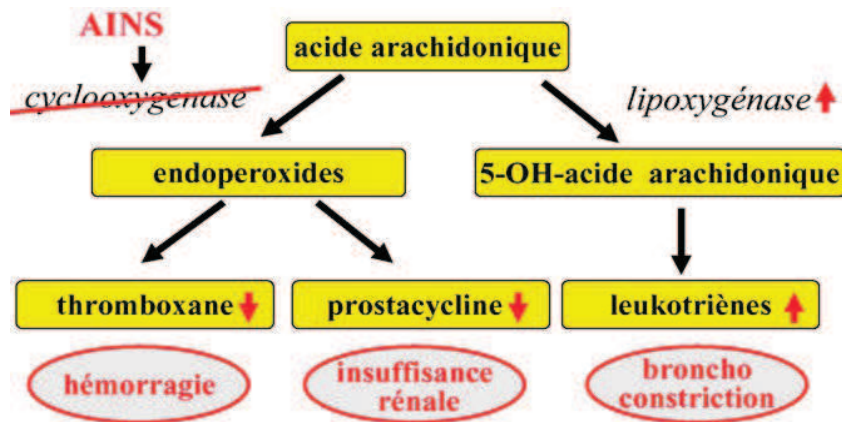 AINS
acide arachidonique
cyclooxygénase
lipoxygénase
endoperoxides
5-OH-acide arachidonique
thromboxane
prostacycline
leukotriènes
hémorragie
insuffisance
rénale
broncho
constriction